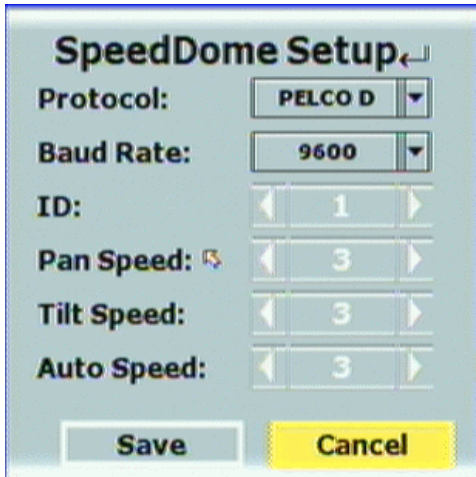 SpeedDome Setup
Protocol: PELCO D
Baud Rate: 9600
ID: 1
Pan Speed: 3
Tilt Speed: 3
Auto Speed: 3
Save Cancel